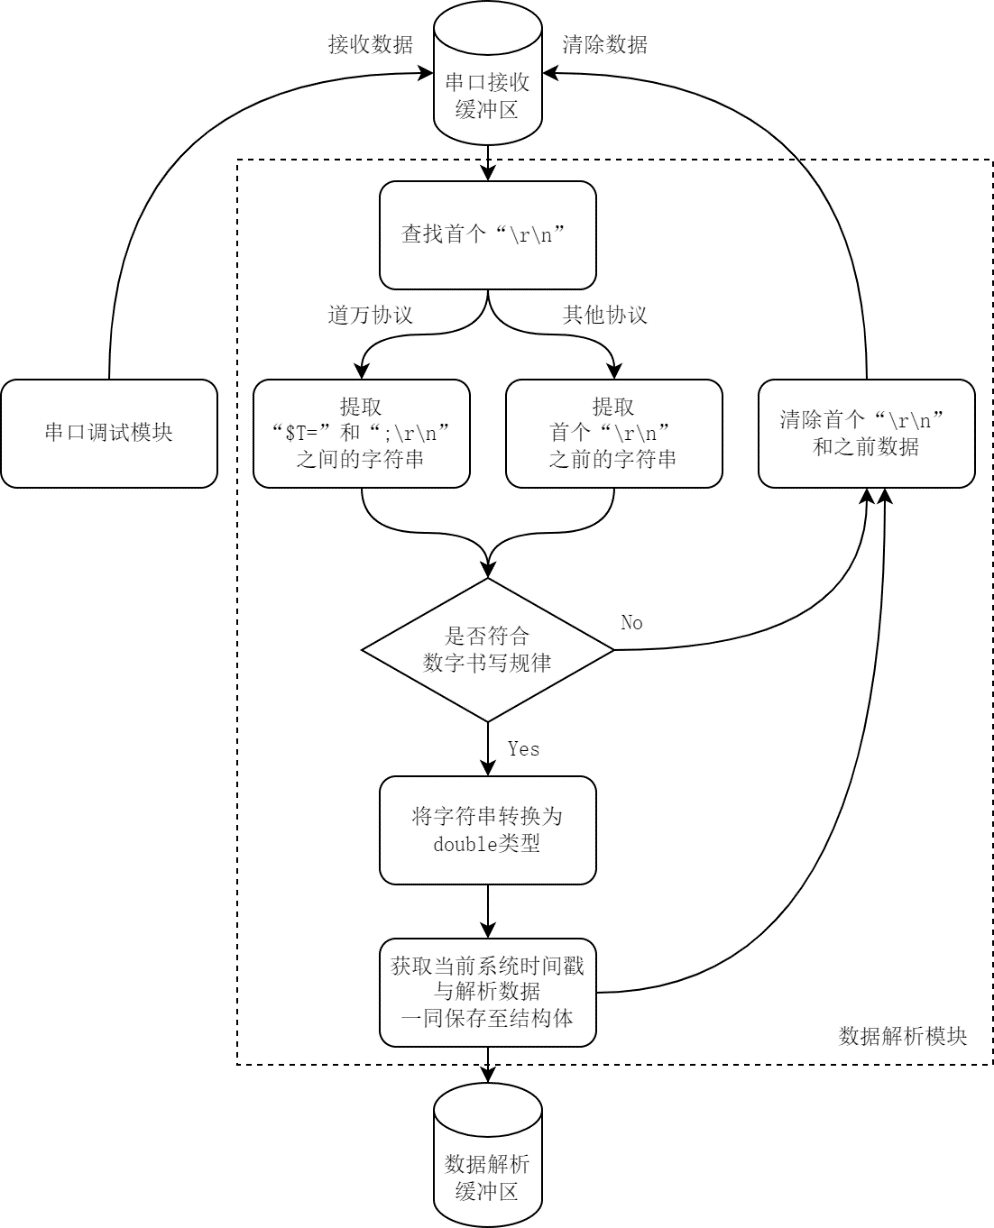 接收数据
清除数据
串口接收
缓冲区
查找首个“\r\n”
道万协议
其他协议
串口调试模块
提取
“$T=”和“;\r\n”
之间的字符串
提取
首个“\r\n”
之前的字符串
清除首个“\r\n”
和之前数据
是否符合
数字书写规律
No
Yes
将字符串转换为
double类型
获取当前系统时间戳
与解析数据
一同保存至结构体
数据解析模块
数据解析
缓冲区